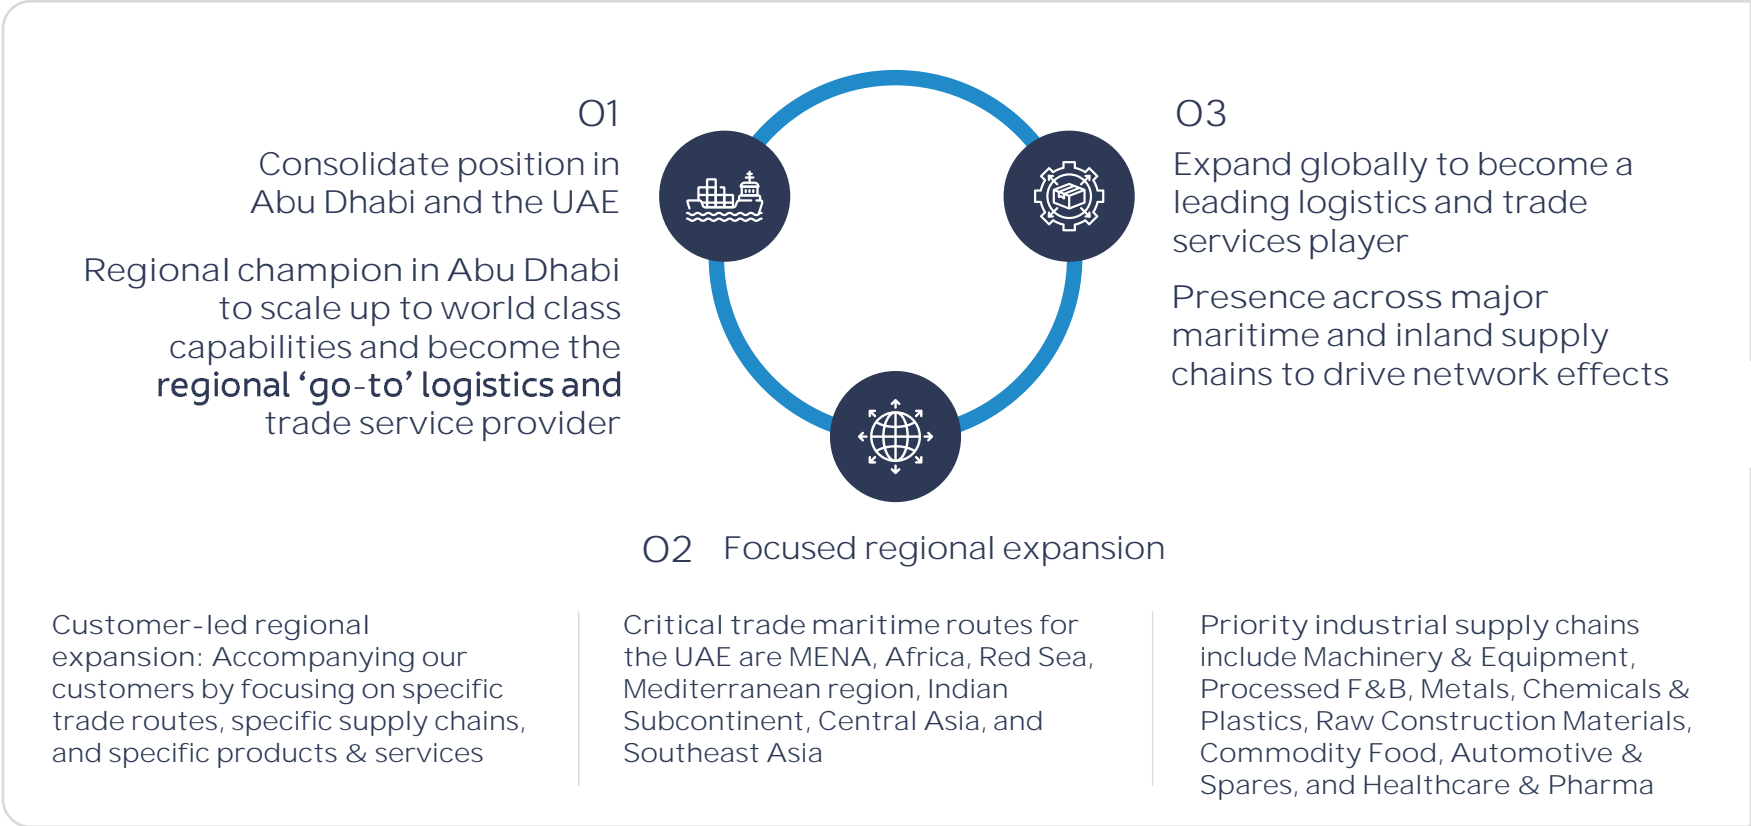 01
Consolidate position in
Abu Dhabi and the UAE
Regional champion in Abu Dhabi
to scale up to world class
capabilities and become the
regional ‘go-to’ logistics and
trade service provider
03
Expand globally to become a
leading logistics and trade
services player
Presence across major
maritime and inland supply
chains to drive network effects
02 Focused regional expansion
Customer-led regional
expansion: Accompanying our
customers by focusing on specific
trade routes, specific supply chains,
and specific products & services
Critical trade maritime routes for
the UAE are MENA, Africa, Red Sea,
Mediterranean region, Indian
Subcontinent, Central Asia, and
Southeast Asia
Priority industrial supply chains
include Machinery & Equipment,
Processed F&B, Metals, Chemicals &
Plastics, Raw Construction Materials,
Commodity Food, Automotive &
Spares, and Healthcare & Pharma